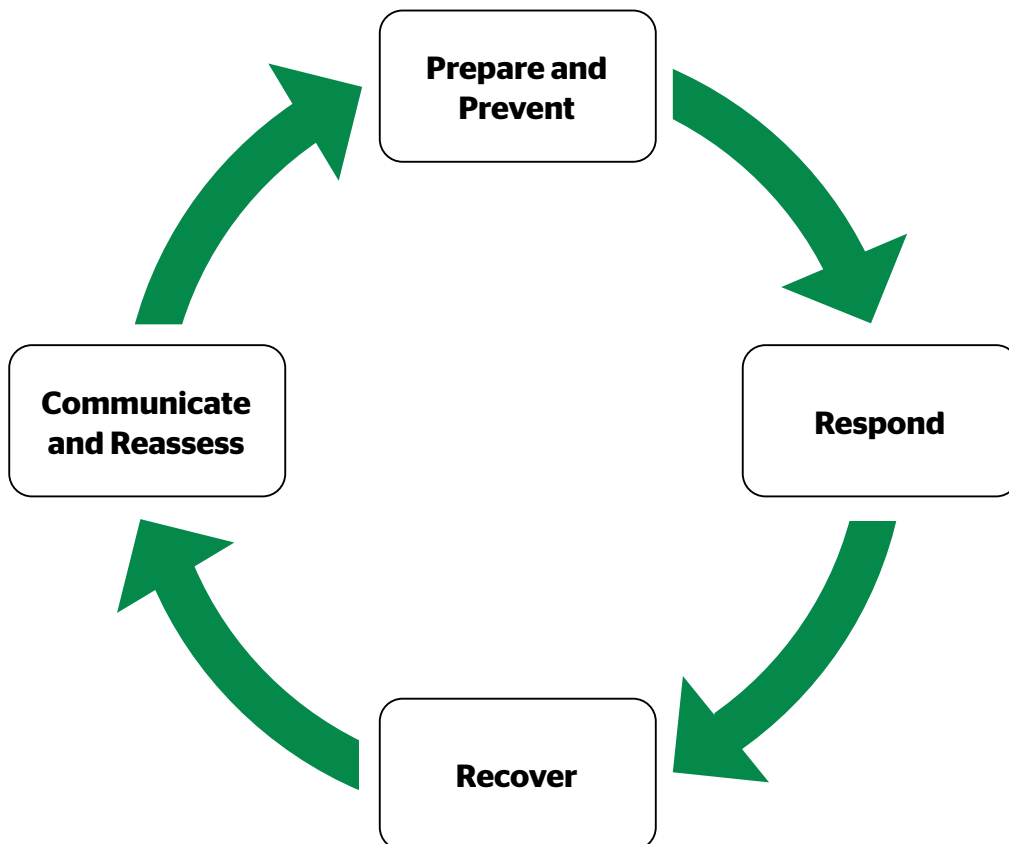 Prepare and
Prevent
Respond
Recover
Communicate
and Reassess